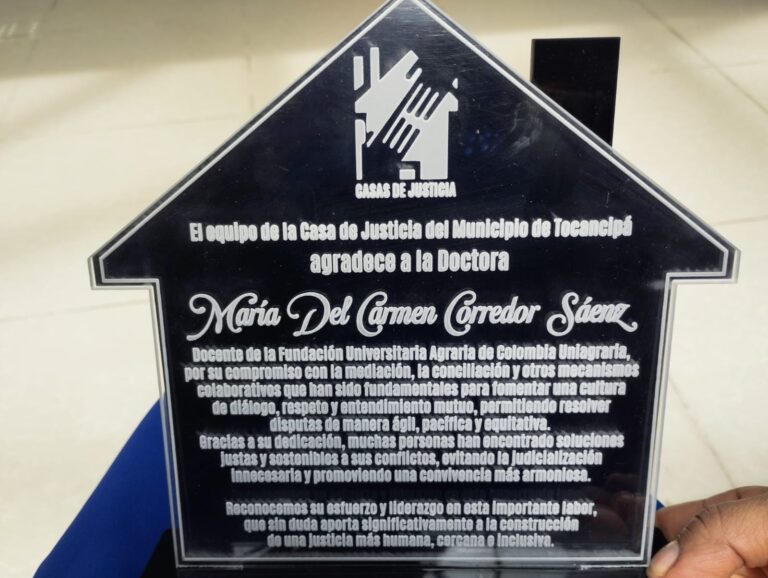 CASAS DE JUSTICIA
El equipo de la Casa de Justicia del Municipio de Tocancipá
agradece a la Doctora
María Del Carmen Corredor Sáenz
Docente de la Fundación Universitaria Agraria de Colombia Uniagraria,
por su compromiso con la mediación, la conciliación y otros mecanismos
colaborativos que han sido fundamentales para fomentar una cultura
de diálogo, respeto y entendimiento mutuo, permitiendo resolver
disputas de manera ágil, pacífica y equitativa.
Gracias a su dedicación, muchas personas han encontrado soluciones
justas y sostenibles a sus conflictos, evitando la judicialización
innecesaria y promoviendo una convivencia más armoniosa.
Reconocemos su esfuerzo y liderazgo en esta importante labor,
que sin duda aporta significativamente a la construcción
de una justicia más humana, cercana e inclusiva.